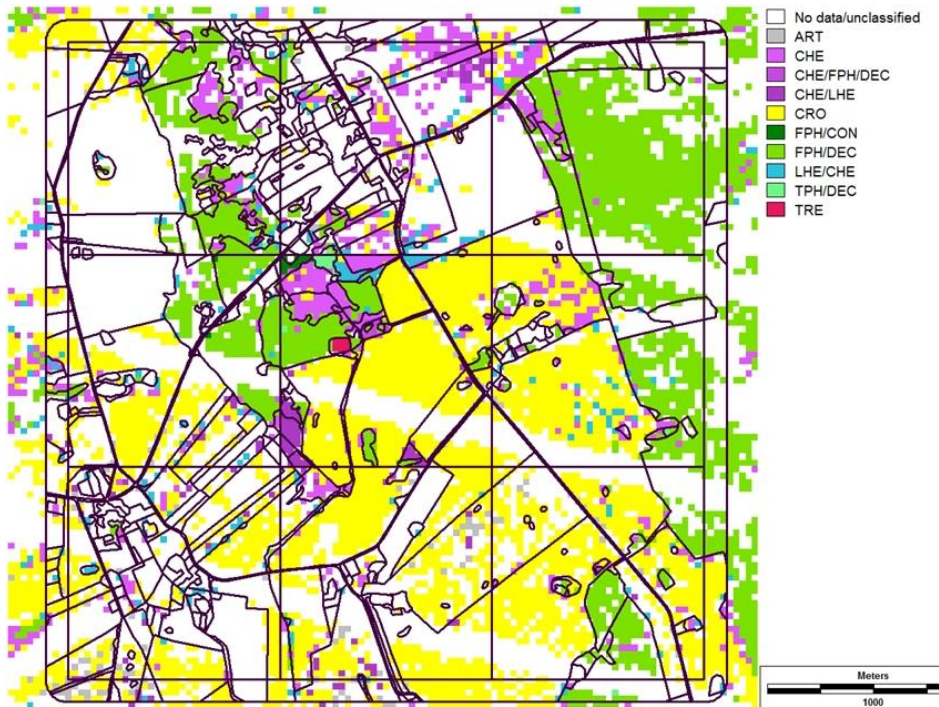 No data/unclassified
ART
CHE
CHE/FPH/DEC
CHE/LHE
CRO
FPH/CON
FPH/DEC
LHE/CHE
TPH/DEC
TRE
Meters
1000